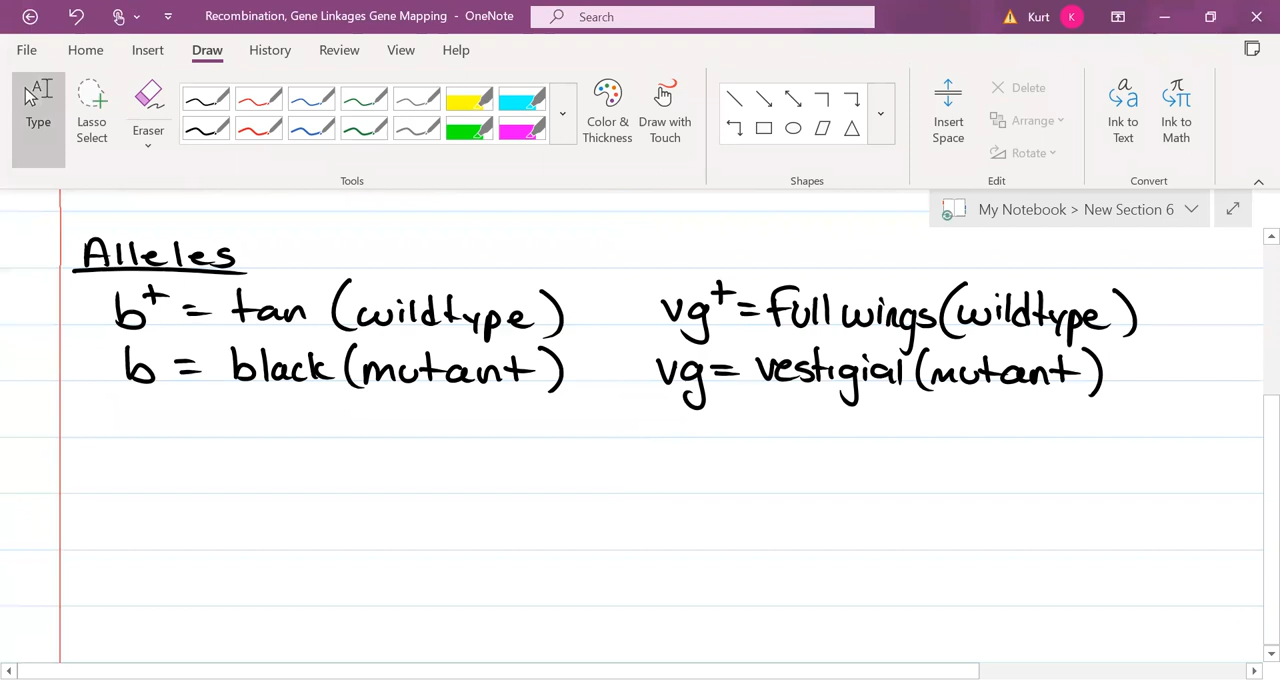 Recombination, Gene Linkages Gene Mapping - OneNote
Search
Kurt
K
File Home Insert Draw History Review View Help
Type
Lasso Select
Eraser
Color & Thickness
Draw with Touch
Insert Space
Delete
Arrange
Rotate
Ink to Text
Ink to Math
Tools
Shapes
Edit
Convert
My Notebook > New Section 6
Alleles
b+ = tan (wildtype) vg+ = full wings (wildtype)
b = black (mutant) vg = vestigial (mutant)